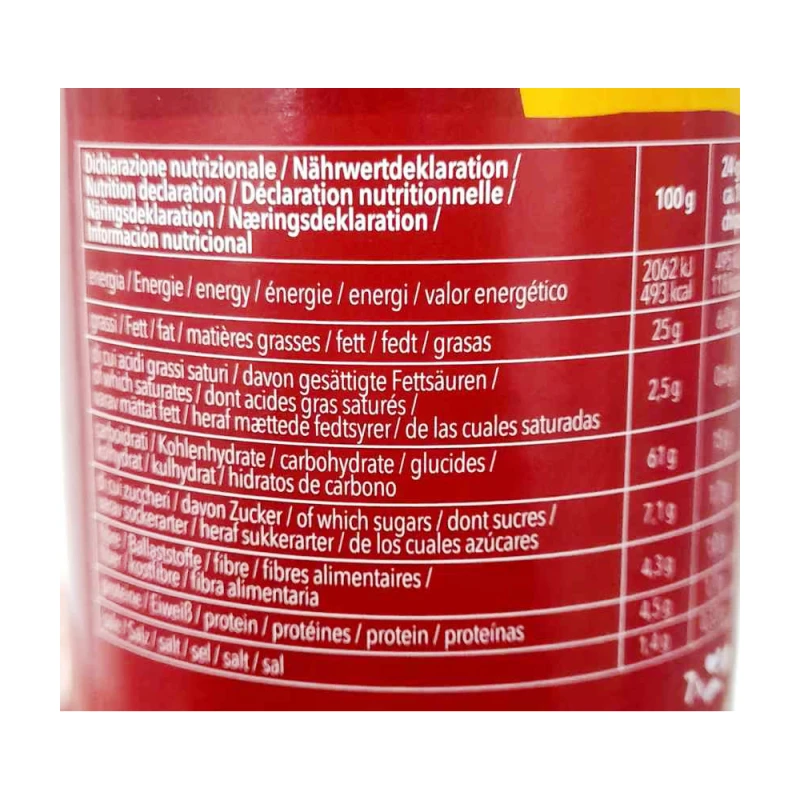 Dichiarazione nutrizionale / Nährwertdeklaration /
Nutrition declaration / Déclaration nutritionnelle /
Näringsdeklaration / Næringsdeklaration /
Información nutricional
100g
energia / Energie / energy / énergie / energi / valor energético
2062 kJ
493 kcal
grassi / Fett / fat / matières grasses / fett / fedt / grasas
25g
di cui acidi grassi saturi / davon gesättigte Fettsäuren /
of which saturates / dont acides gras saturés /
varav mättat fett / heraf mættede fedtsyrer / de las cuales saturadas
2,5g
carboidrati / Kohlenhydrate / carbohydrate / glucides /
kolhydrat / kulhydrat / hidratos de carbono
61g
di cui zuccheri / davon Zucker / of which sugars / dont sucres /
varav sockerarter / heraf sukkerarter / de los cuales azúcares
7,1g
/ Ballaststoffe / fibre / fibres alimentaires /
/ kostfibre / fibra alimentaria
4,3g
proteine / Eiweiß / protein / protéines / protein / proteínas
4,5g
/ Salz / salt / sel / salt / sal
1,4g